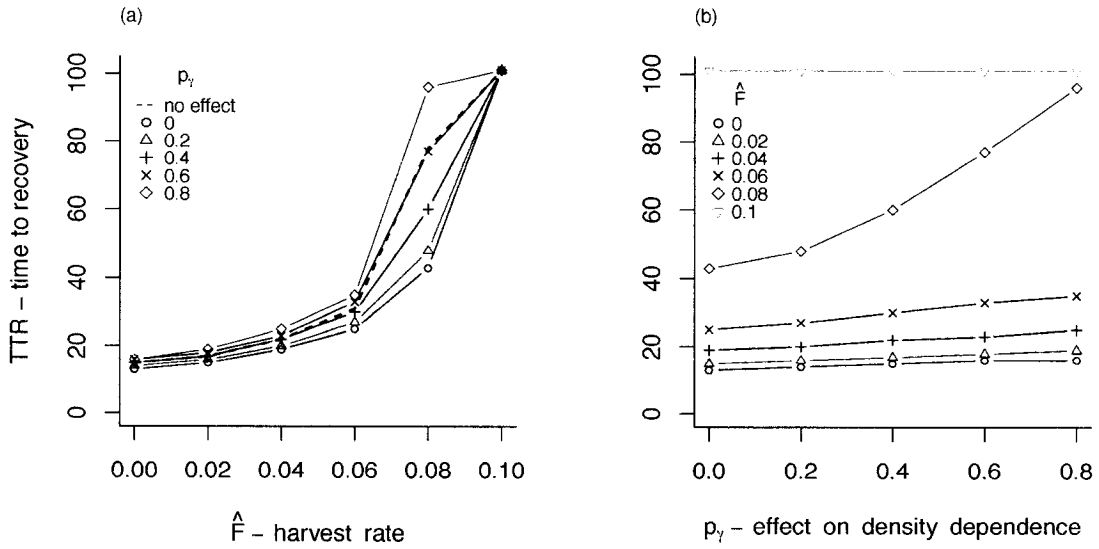 (a)
TTR – time to recovery
100
80
60
40
20
0
pγ
-- no effect
0
0.2
0.4
0.6
0.8
0.00 0.02 0.04 0.06 0.08 0.10
F̂ – harvest rate
(b)
100
80
60
40
20
0
F̂
0
0.02
0.04
0.06
0.08
0.1
0.0 0.2 0.4 0.6 0.8
pγ – effect on density dependence